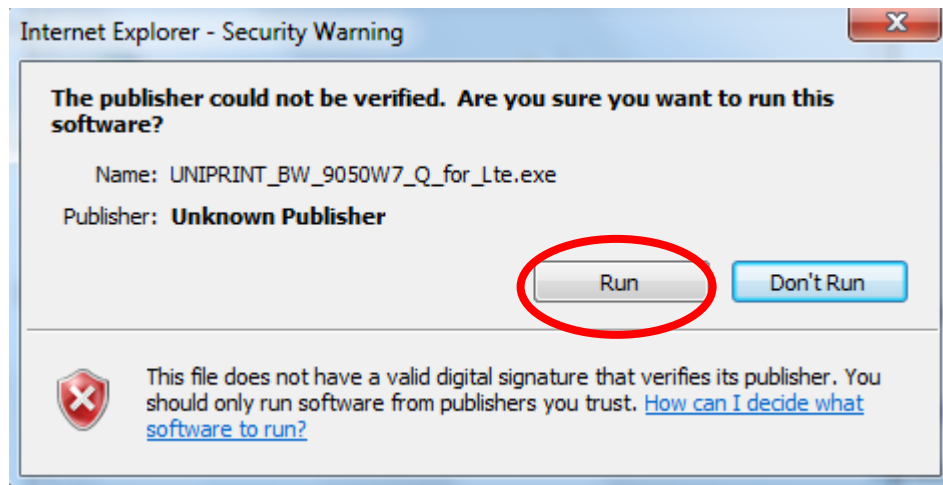 Internet Explorer - Security Warning
The publisher could not be verified. Are you sure you want to run this
software?
Name: UNIPRINT_BW_9050W7_Q_for_Lte.exe
Publisher: Unknown Publisher
Run Don't Run
This file does not have a valid digital signature that verifies its publisher. You
should only run software from publishers you trust. How can I decide what
software to run?